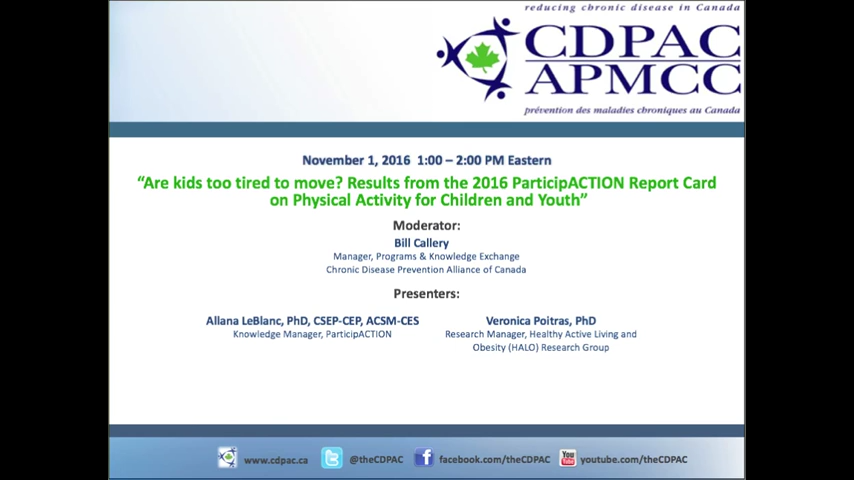 reducing chronic disease in Canada
CDPAC
APMCC
prévention des maladies chroniques au Canada
November 1, 2016 1:00 – 2:00 PM Eastern
“Are kids too tired to move? Results from the 2016 ParticipACTION Report Card
on Physical Activity for Children and Youth”
Moderator:
Bill Callery
Manager, Programs & Knowledge Exchange
Chronic Disease Prevention Alliance of Canada
Presenters:
Allana LeBlanc, PhD, CSEP-CEP, ACSM-CES
Knowledge Manager, ParticipACTION
Veronica Poitras, PhD
Research Manager, Healthy Active Living and
Obesity (HALO) Research Group
www.cdpac.ca @theCDPAC facebook.com/theCDPAC You Tube youtube.com/theCDPAC